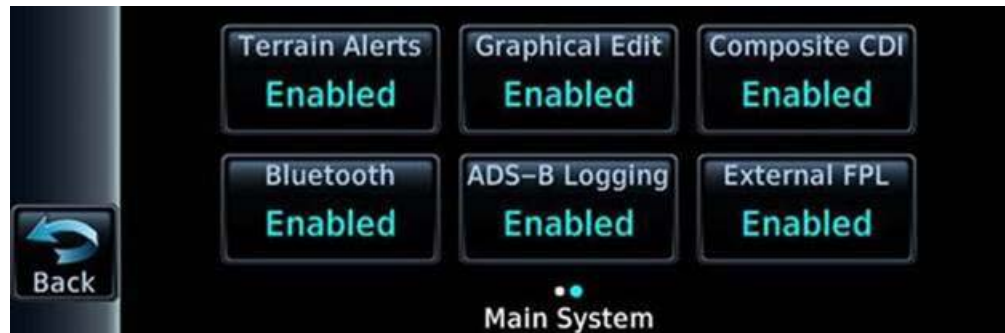 Terrain Alerts
Enabled
Graphical Edit
Enabled
Composite CDI
Enabled
Bluetooth
Enabled
ADS-B Logging
Enabled
External FPL
Enabled
Back
Main System